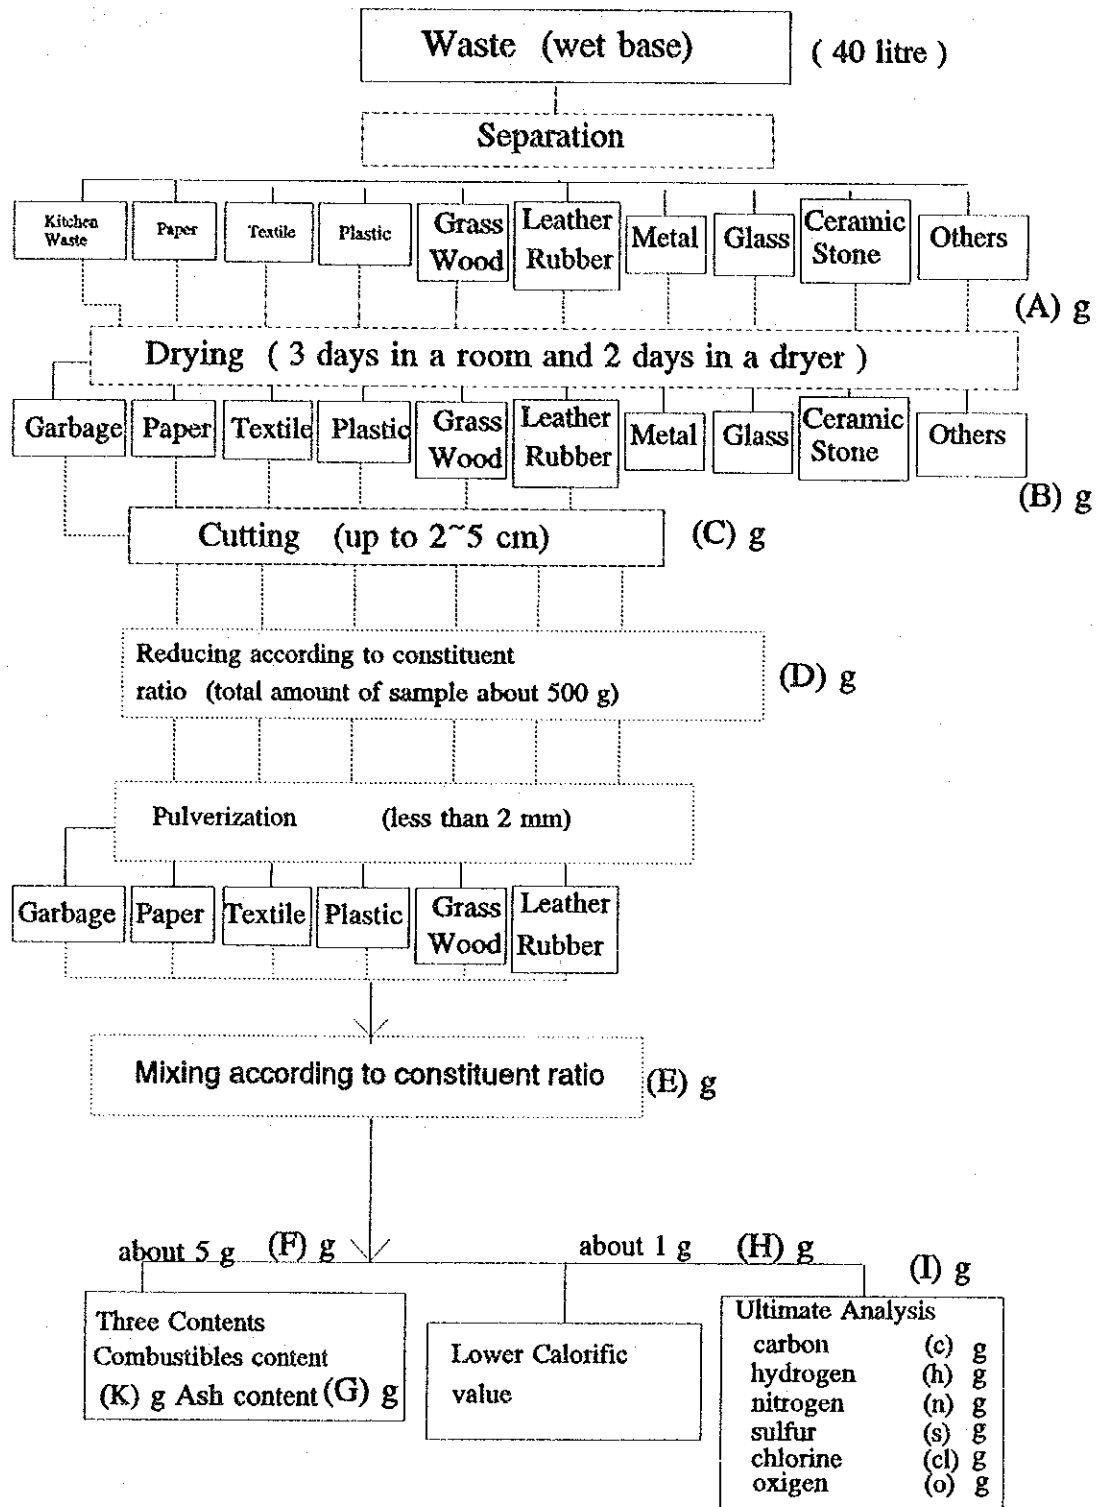 Waste (wet base) ( 40 litre )
Separation
Kitchen Waste Paper Textile Plastic Grass Wood Leather Rubber Metal Glass Ceramic Stone Others
(A) g
Drying ( 3 days in a room and 2 days in a dryer )
Garbage Paper Textile Plastic Grass Wood Leather Rubber Metal Glass Ceramic Stone Others
(B) g
Cutting (up to 2~5 cm) (C) g
Reducing according to constituent
ratio (total amount of sample about 500 g) (D) g
Pulverization (less than 2 mm)
Garbage Paper Textile Plastic Grass Wood Leather Rubber
Mixing according to constituent ratio (E) g
about 5 g (F) g about 1 g (H) g (I) g
Three Contents
Combustibles content
(K) g Ash content (G) g
Lower Calorific
value
Ultimate Analysis
carbon (c) g
hydrogen (h) g
nitrogen (n) g
sulfur (s) g
chlorine (cl) g
oxigen (o) g